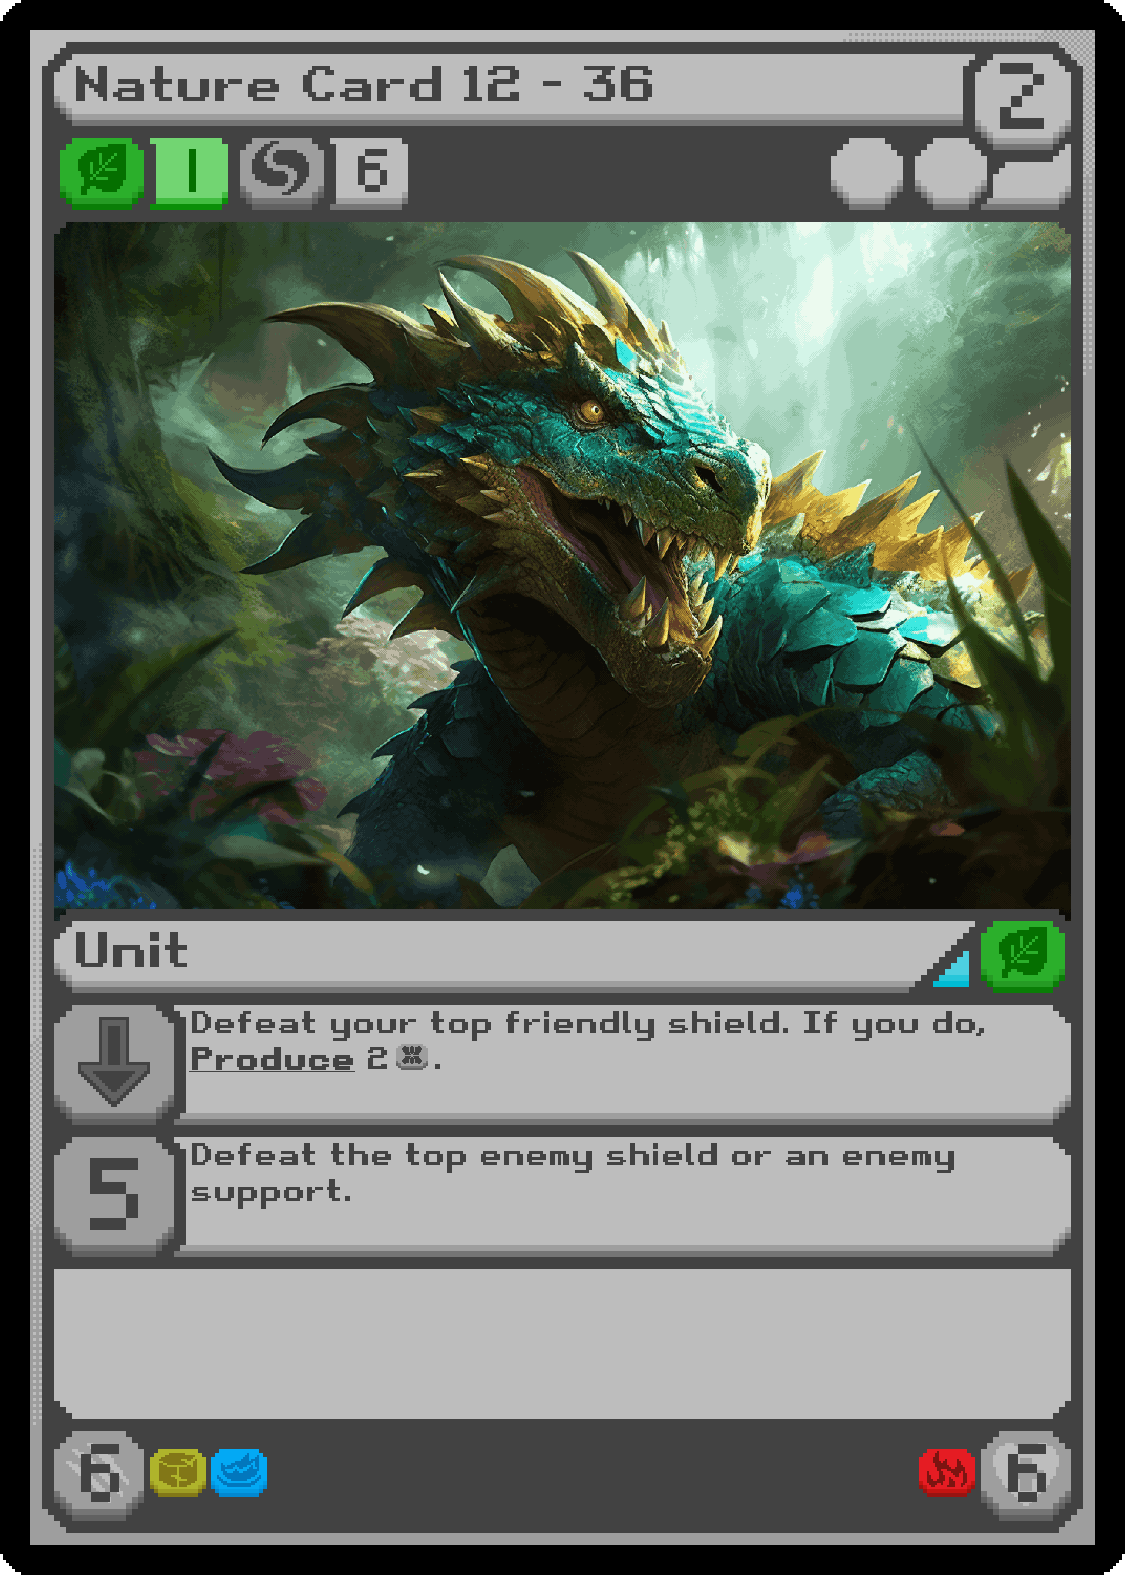 Nature Card 12 - 36
2
1 6
Unit
Defeat your top friendly shield. If you do,
Produce 2 .
5
Defeat the top enemy shield or an enemy
support.
6 6